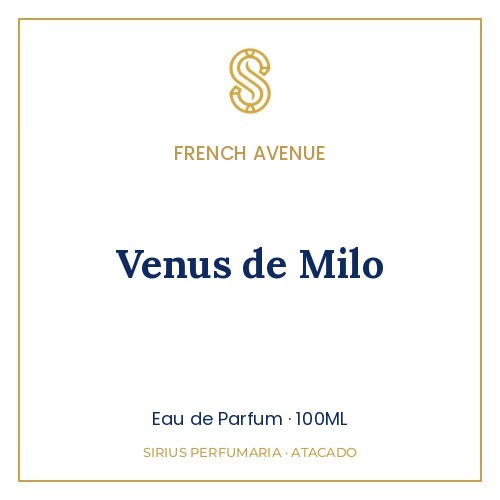 FRENCH AVENUE
Venus de Milo
Eau de Parfum · 100ML
SIRIUS PERFUMARIA · ATACADO